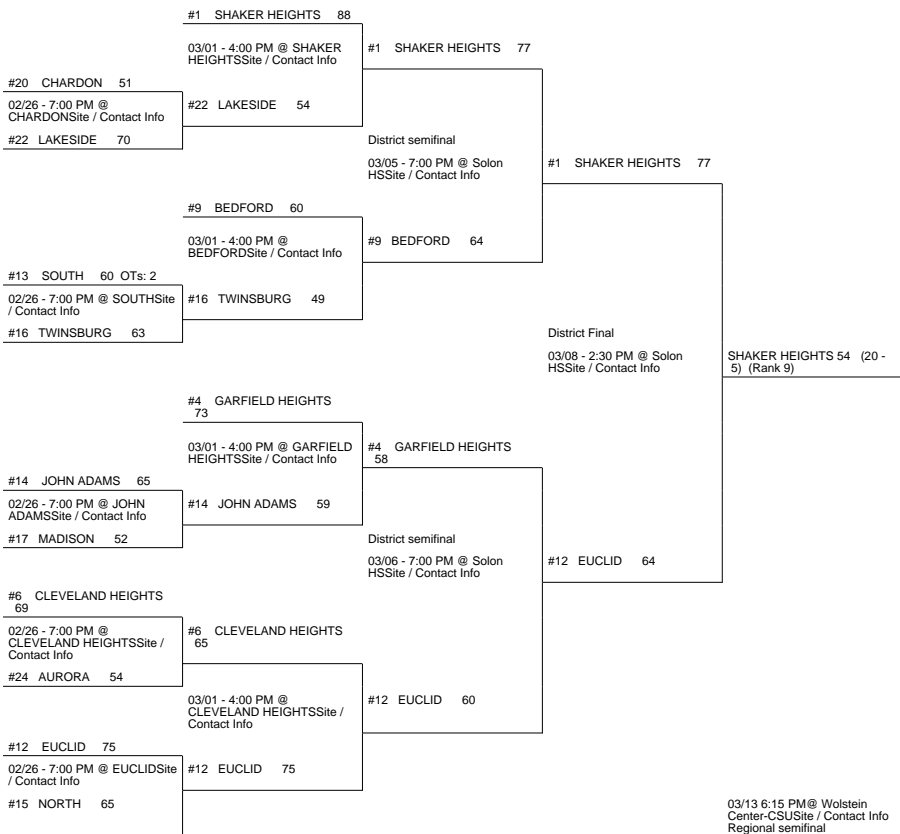 #1 SHAKER HEIGHTS 88
03/01 - 4:00 PM @ SHAKER
HEIGHTSSite / Contact Info
#1 SHAKER HEIGHTS 77
#20 CHARDON 51
02/26 - 7:00 PM @
CHARDONSite / Contact Info
#22 LAKESIDE 54
#22 LAKESIDE 70
District semifinal
03/05 - 7:00 PM @ Solon
HSSite / Contact Info
#1 SHAKER HEIGHTS 77
#9 BEDFORD 60
03/01 - 4:00 PM @
BEDFORDSite / Contact Info
#9 BEDFORD 64
#13 SOUTH 60 OTs: 2
02/26 - 7:00 PM @ SOUTHSite
/ Contact Info
#16 TWINSBURG 49
#16 TWINSBURG 63
District Final
03/08 - 2:30 PM @ Solon
HSSite / Contact Info
SHAKER HEIGHTS 54 (20 -
5) (Rank 9)
#4 GARFIELD HEIGHTS
73
03/01 - 4:00 PM @ GARFIELD
HEIGHTSSite / Contact Info
#4 GARFIELD HEIGHTS
58
#14 JOHN ADAMS 65
02/26 - 7:00 PM @ JOHN
ADAMSSite / Contact Info
#14 JOHN ADAMS 59
#17 MADISON 52
District semifinal
03/06 - 7:00 PM @ Solon
HSSite / Contact Info
#12 EUCLID 64
#6 CLEVELAND HEIGHTS
69
02/26 - 7:00 PM @
CLEVELAND HEIGHTSSite /
Contact Info
#6 CLEVELAND HEIGHTS
65
#24 AURORA 54
03/01 - 4:00 PM @
CLEVELAND HEIGHTSSite /
Contact Info
#12 EUCLID 60
#12 EUCLID 75
02/26 - 7:00 PM @ EUCLIDSite
/ Contact Info
#12 EUCLID 75
#15 NORTH 65
03/13 6:15 PM@ Wolstein
Center-CSUSite / Contact Info
Regional semifinal